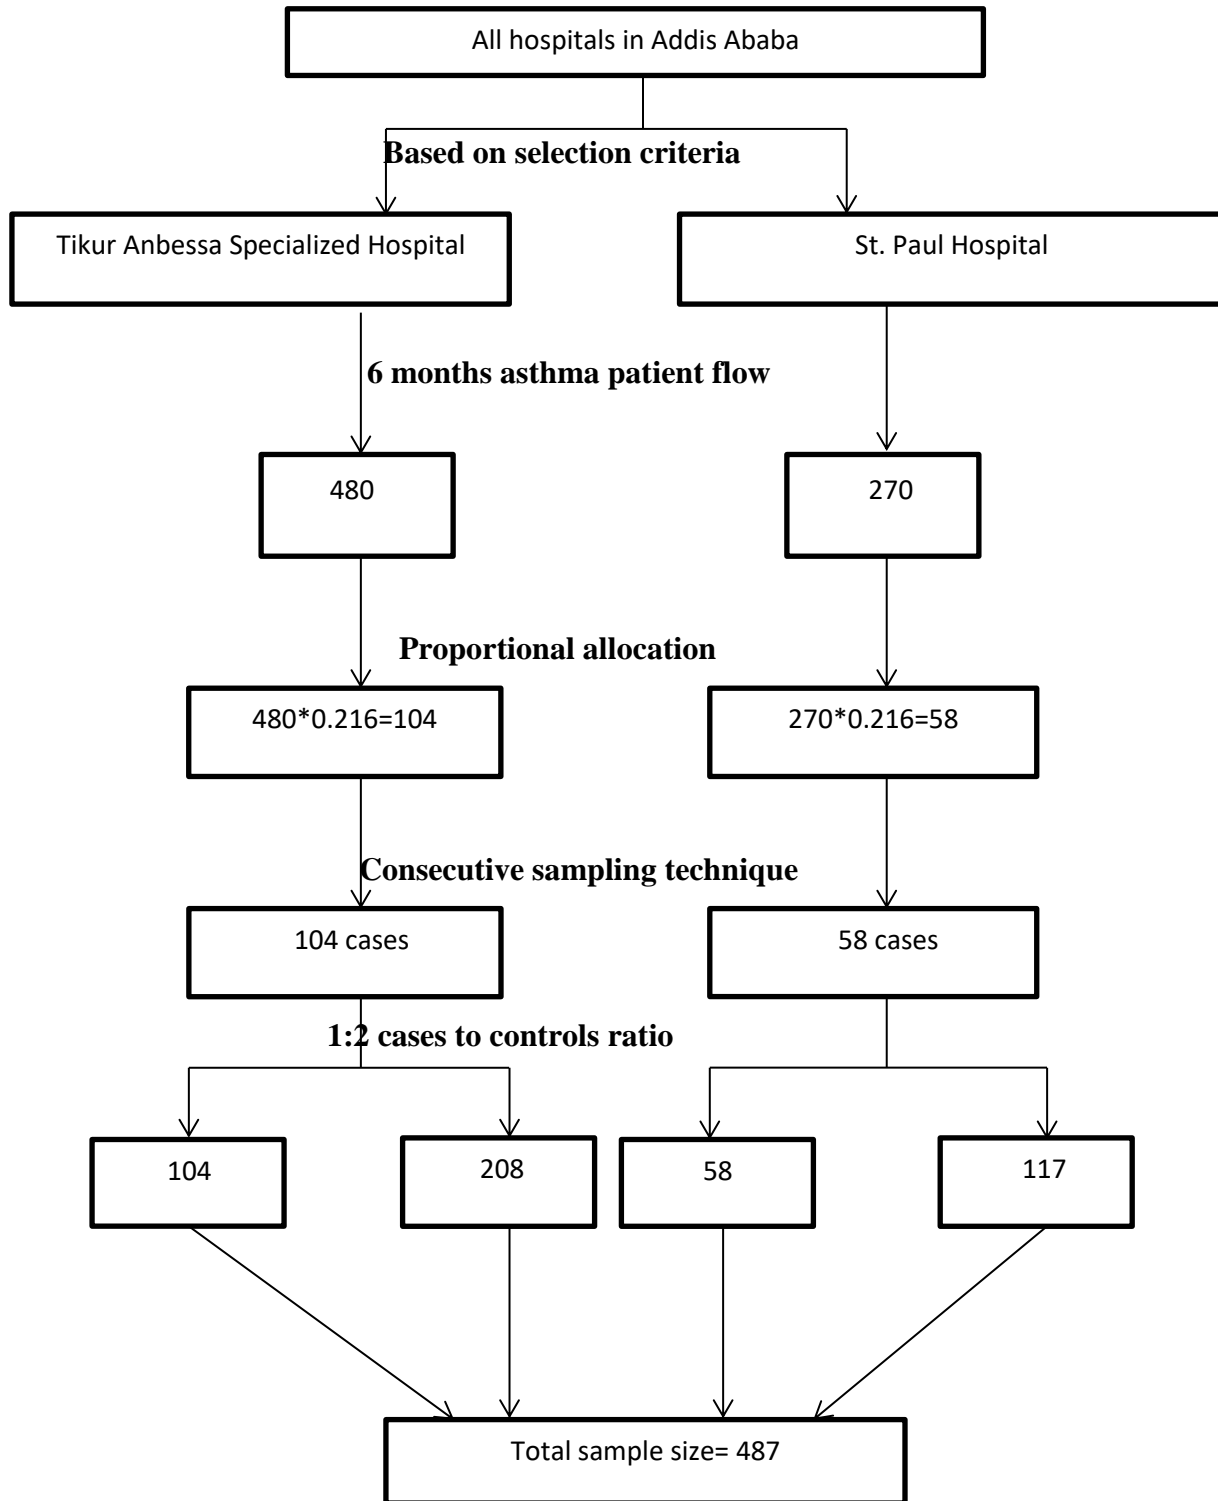 All hospitals in Addis Ababa
Based on selection criteria
Tikur Anbessa Specialized Hospital
St. Paul Hospital
6 months asthma patient flow
480
270
Proportional allocation
480*0.216=104
270*0.216=58
Consecutive sampling technique
104 cases
58 cases
1:2 cases to controls ratio
104
208
58
117
Total sample size= 487